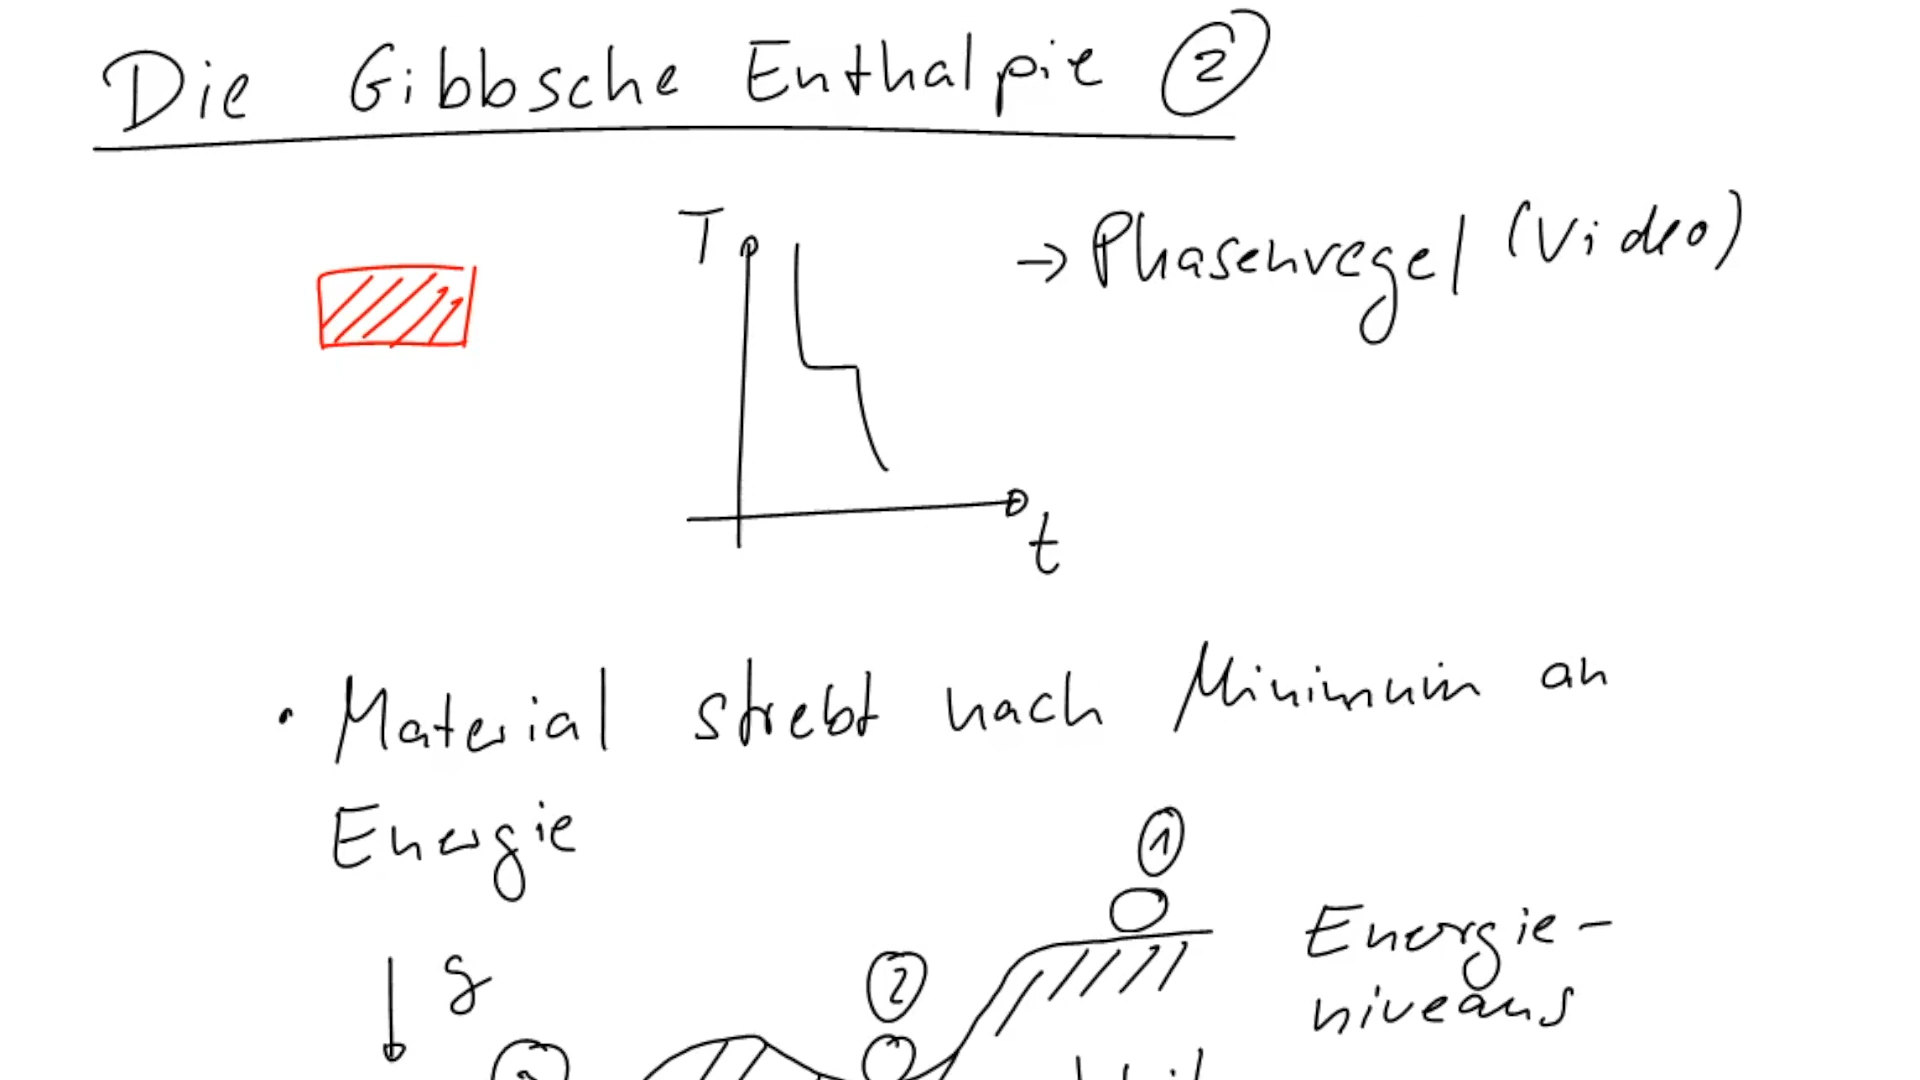 Die Gibbsche Enthalpie ②
T
→ Phasenregel (Video)
t
· Material strebt nach Minimum an
Energie
①
Energie-
niveaus
g
②